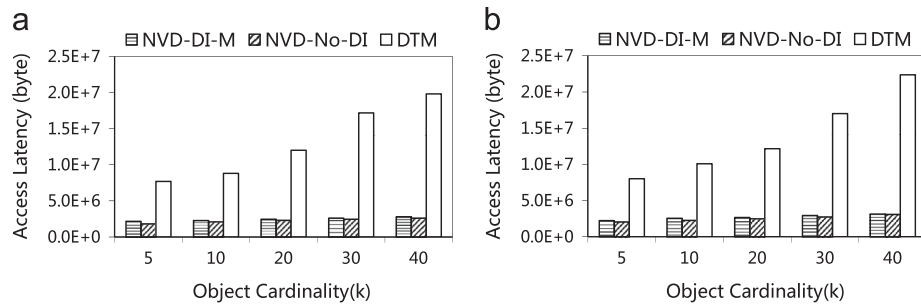 a
NVD-DI-M NVD-No-DI DTM
Access Latency (byte)
2.5E+7
2.0E+7
1.5E+7
1.0E+7
5.0E+6
0.0E+0
5 10 20 30 40
Object Cardinality(k)
b
NVD-DI-M NVD-No-DI DTM
Access Latency (byte)
2.5E+7
2.0E+7
1.5E+7
1.0E+7
5.0E+6
0.0E+0
5 10 20 30 40
Object Cardinality(k)